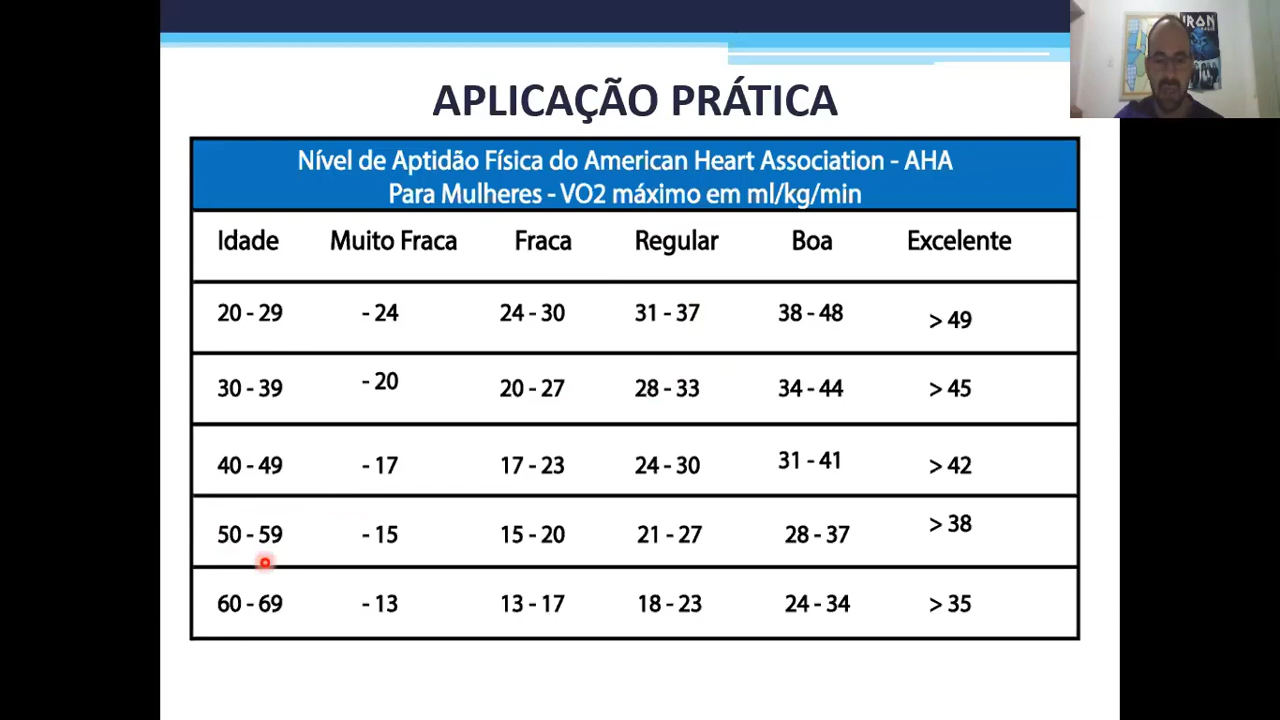 IRON
APLICAÇÃO PRÁTICA
Nível de Aptidão Física do American Heart Association - AHA
Para Mulheres - VO2 máximo em ml/kg/min
Idade Muito Fraca Fraca Regular Boa Excelente
20 - 29 - 24 24 - 30 31 - 37 38 - 48 > 49
30 - 39 - 20 20 - 27 28 - 33 34 - 44 > 45
40 - 49 - 17 17 - 23 24 - 30 31 - 41 > 42
50 - 59 - 15 15 - 20 21 - 27 28 - 37 > 38
60 - 69 - 13 13 - 17 18 - 23 24 - 34 > 35